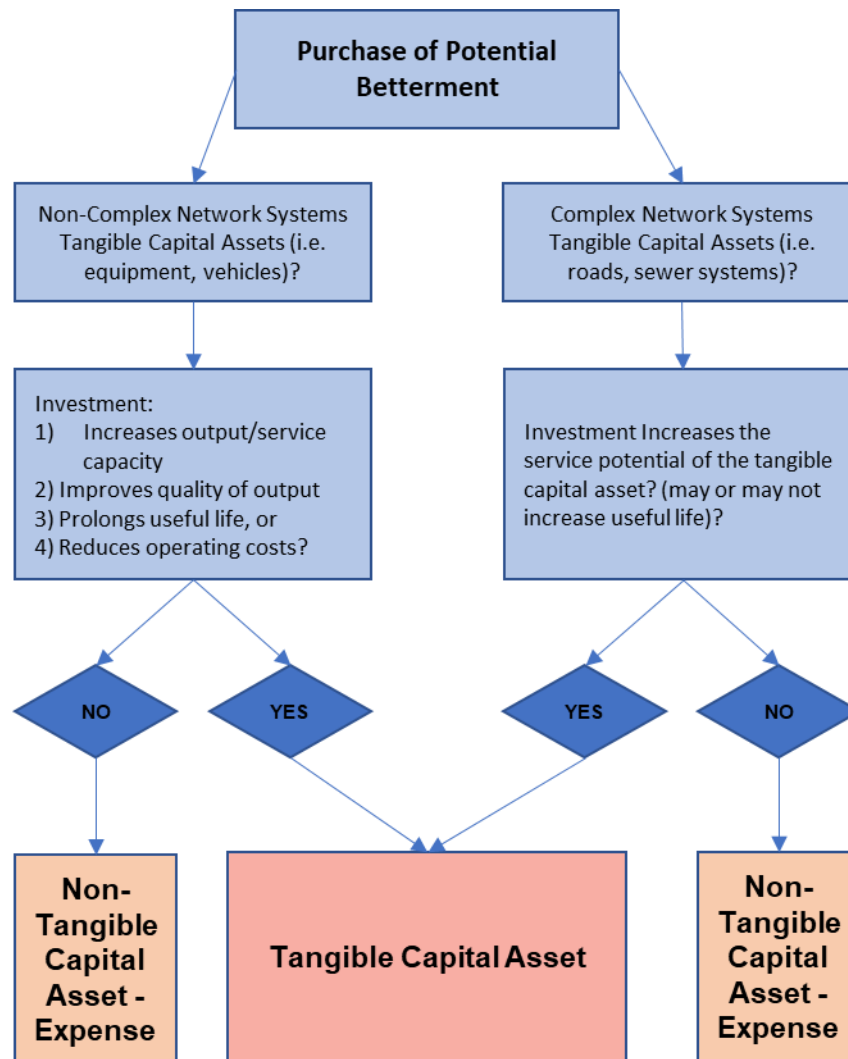 Purchase of Potential
Betterment
Non-Complex Network Systems
Tangible Capital Assets (i.e.
equipment, vehicles)?
Complex Network Systems
Tangible Capital Assets (i.e.
roads, sewer systems)?
Investment:
1) Increases output/service
capacity
2) Improves quality of output
3) Prolongs useful life, or
4) Reduces operating costs?
Investment Increases the
service potential of the tangible
capital asset? (may or may not
increase useful life)?
NO
YES
YES
NO
Non-
Tangible
Capital
Asset -
Expense
Tangible Capital Asset
Non-
Tangible
Capital
Asset -
Expense